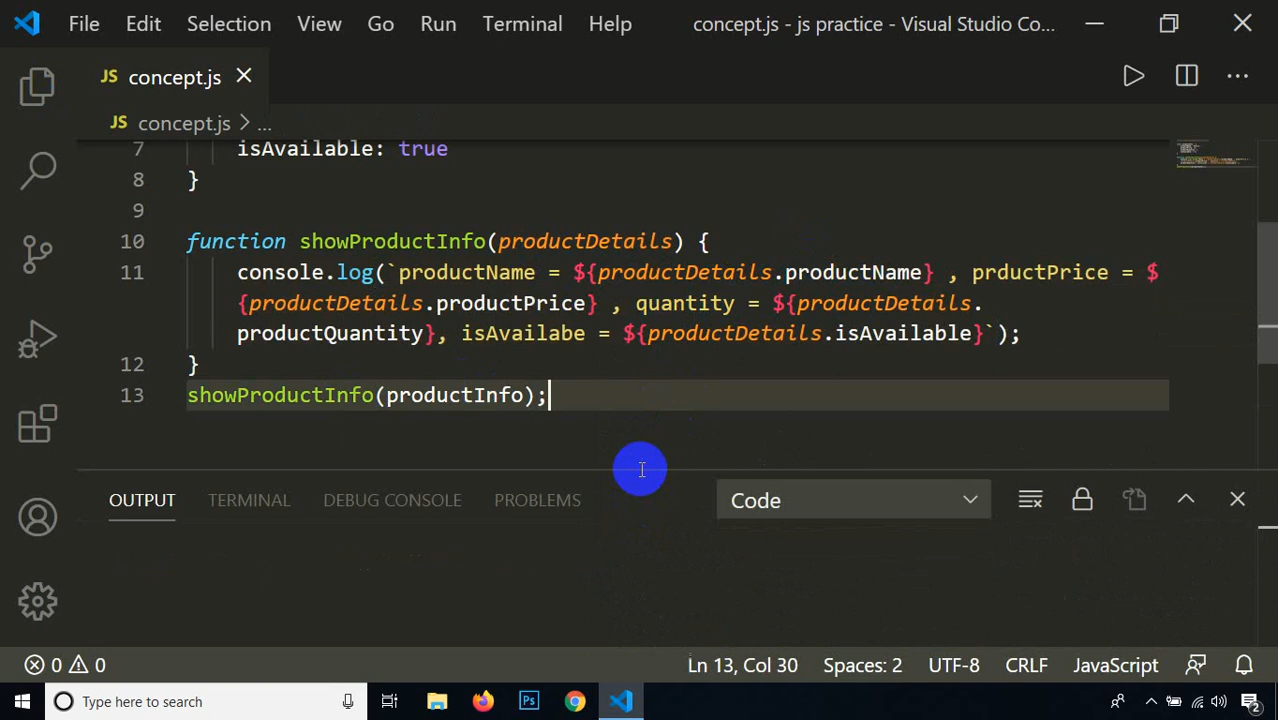 File Edit Selection View Go Run Terminal Help concept.js - js practice - Visual Studio Co...
JS concept.js
JS concept.js > ...
7 isAvailable: true
8 }
9
10 function showProductInfo(productDetails) {
11 console.log(`productName = ${productDetails.productName} , prductPrice = $
{productDetails.productPrice} , quantity = ${productDetails.
productQuantity}, isAvailabe = ${productDetails.isAvailable}`);
12 }
13 showProductInfo(productInfo);
OUTPUT TERMINAL DEBUG CONSOLE PROBLEMS Code
0 0 Ln 13, Col 30 Spaces: 2 UTF-8 CRLF JavaScript
Type here to search Ps 2